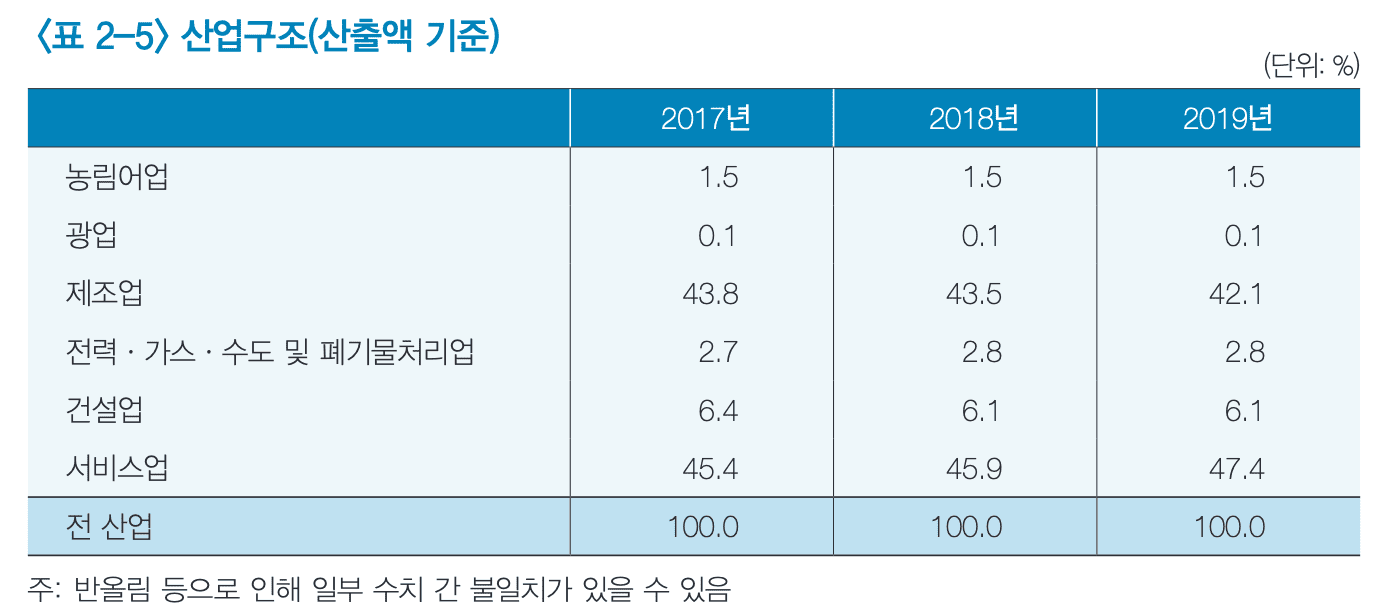 〈표 2–5〉 산업구조(산출액 기준)
(단위: %)
2017년 2018년 2019년
농림어업 1.5 1.5 1.5
광업 0.1 0.1 0.1
제조업 43.8 43.5 42.1
전력·가스·수도 및 폐기물처리업 2.7 2.8 2.8
건설업 6.4 6.1 6.1
서비스업 45.4 45.9 47.4
전 산업 100.0 100.0 100.0
주: 반올림 등으로 인해 일부 수치 간 불일치가 있을 수 있음